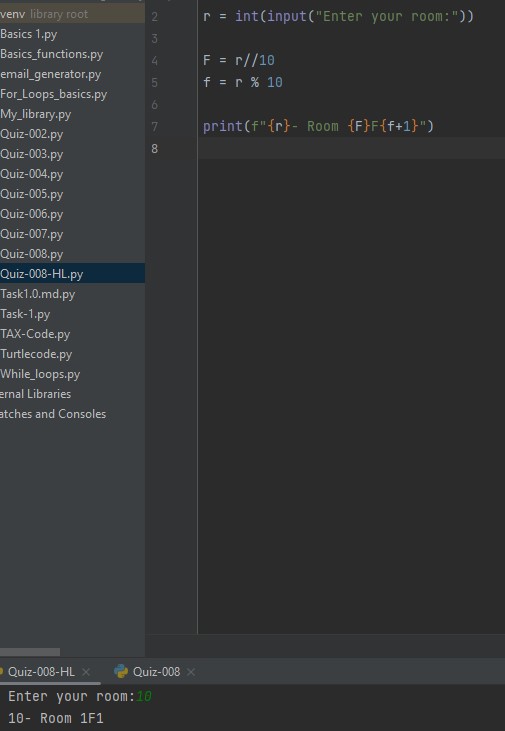 venv library root
Basics 1.py
Basics_functions.py
email_generator.py
For_Loops_basics.py
My_library.py
Quiz-002.py
Quiz-003.py
Quiz-004.py
Quiz-005.py
Quiz-006.py
Quiz-007.py
Quiz-008.py
Quiz-008-HL.py
Task1.0.md.py
Task-1.py
TAX-Code.py
Turtlecode.py
While_loops.py
ernal Libraries
atches and Consoles
2 r = int(input("Enter your room:"))
3
4 F = r//10
5 f = r % 10
6
7 print(f"{r}- Room {F}F{f+1}")
8
Quiz-008-HL × Quiz-008 ×
Enter your room:10
10- Room 1F1